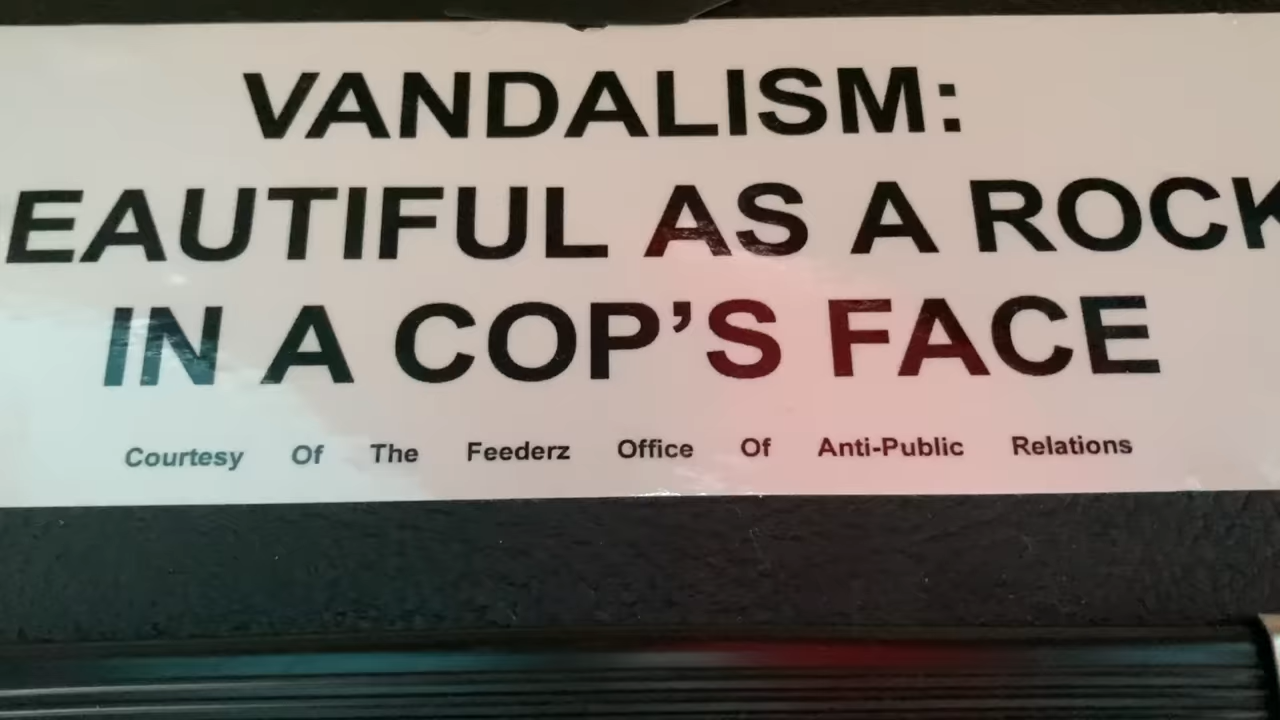 VANDALISM:
EAUTIFUL AS A ROCK
IN A COP'S FACE
Courtesy Of The Feederz Office Of Anti-Public Relations